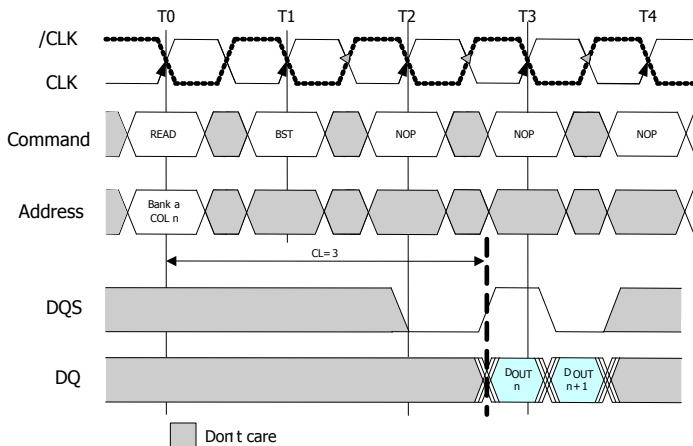 T0 T1 T2 T3 T4
/CLK
CLK
Command READ BST NOP NOP NOP
Address Bank a
COL n
CL=3
DQS
DQ DOUT
n
DOUT
n+1
Don't care